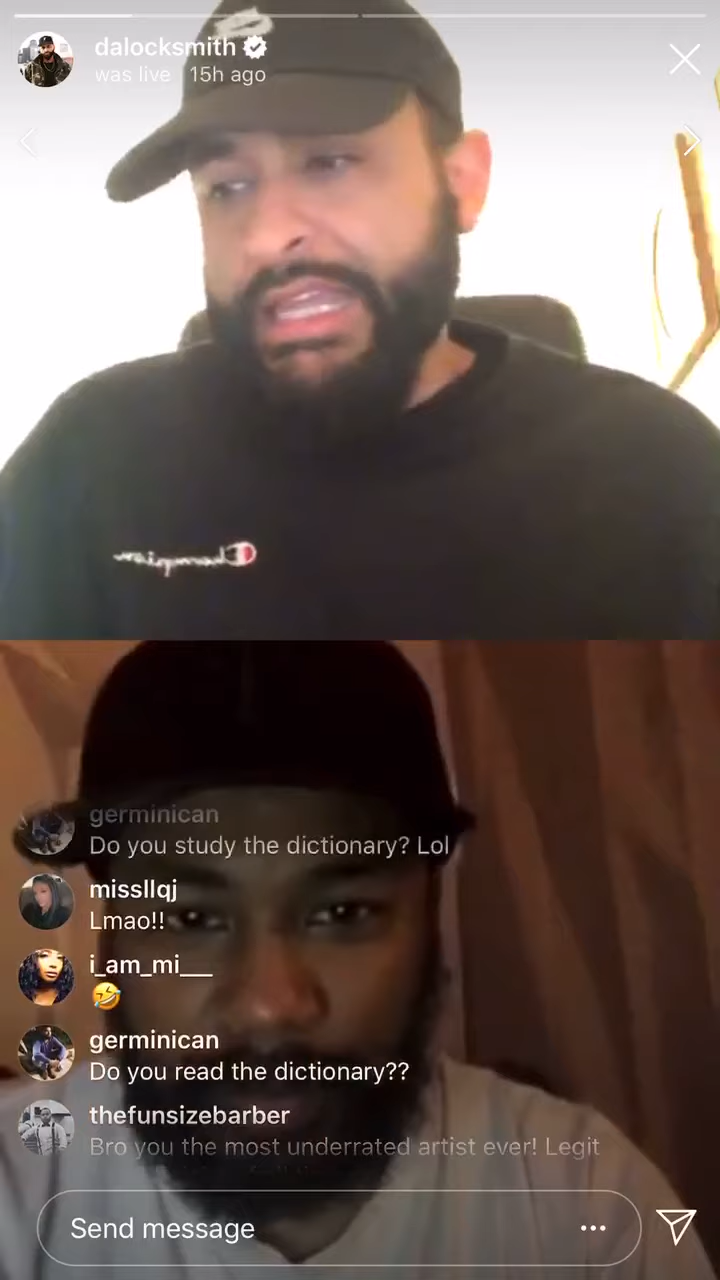 dalocksmith
was live 15h ago
Champion
germinican
Do you study the dictionary? Lol
missllqj
Lmao!!
i_am_mi___
🤣
germinican
Do you read the dictionary??
thefunsizebarber
Bro you the most underrated artist ever! Legit
Send message